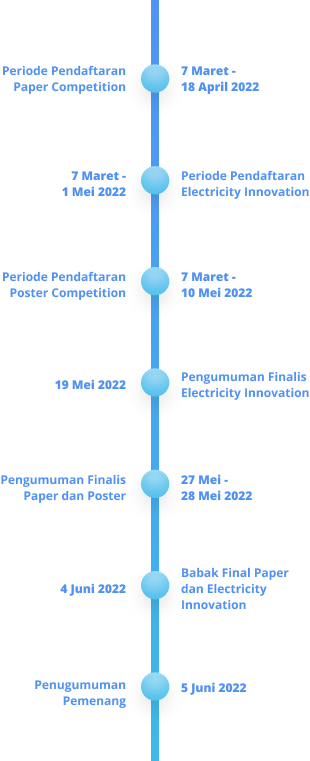 Periode Pendaftaran
Paper Competition
7 Maret -
18 April 2022
7 Maret -
1 Mei 2022
Periode Pendaftaran
Electricity Innovation
Periode Pendaftaran
Poster Competition
7 Maret -
10 Mei 2022
19 Mei 2022
Pengumuman Finalis
Electricity Innovation
Pengumuman Finalis
Paper dan Poster
27 Mei -
28 Mei 2022
4 Juni 2022
Babak Final Paper
dan Electricity
Innovation
Penugumuman
Pemenang
5 Juni 2022